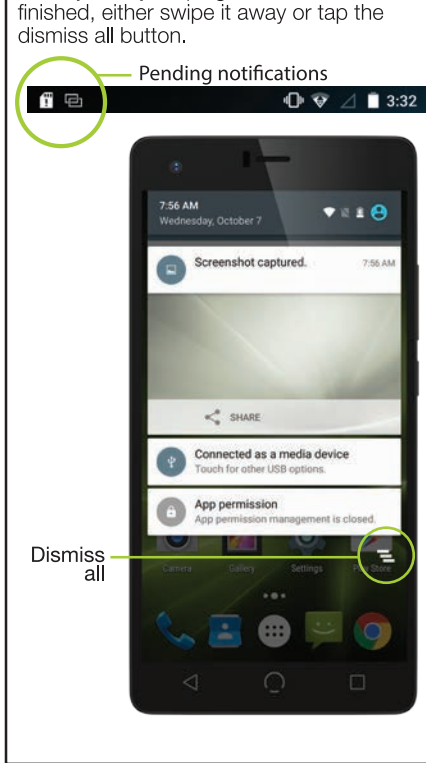 finished, either swipe it away or tap the
dismiss all button.
Pending notifications
3:32
7:56 AM
Wednesday, October 7
Screenshot captured.
7:56 AM
SHARE
Connected as a media device
Touch for other USB options.
App permission
App permission management is closed.
Dismiss
all
Camera
Gallery
Settings
Play Store